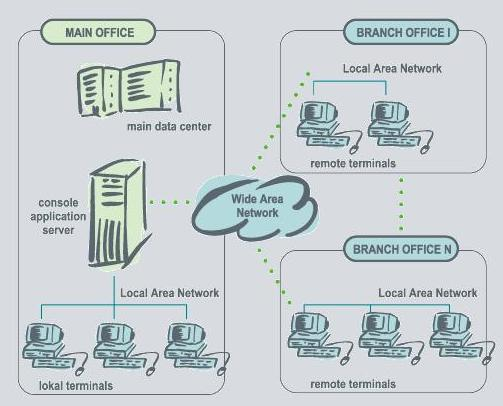 MAIN OFFICE
main data center
console
application
server
Local Area Network
lokal terminals
Wide Area
Network
BRANCH OFFICE I
Local Area Network
remote terminals
BRANCH OFFICE N
Local Area Network
remote terminals